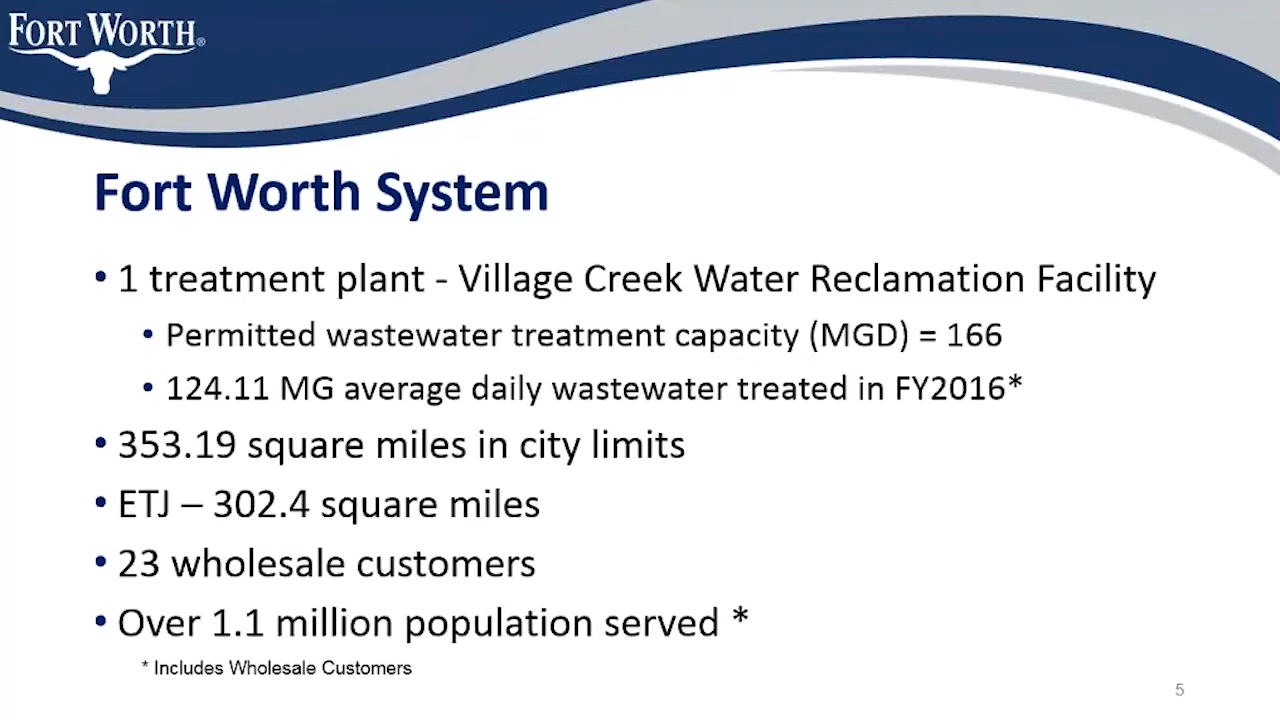 FORT WORTH®
Fort Worth System
• 1 treatment plant - Village Creek Water Reclamation Facility
• Permitted wastewater treatment capacity (MGD) = 166
• 124.11 MG average daily wastewater treated in FY2016*
• 353.19 square miles in city limits
• ETJ – 302.4 square miles
• 23 wholesale customers
• Over 1.1 million population served *
* Includes Wholesale Customers
5